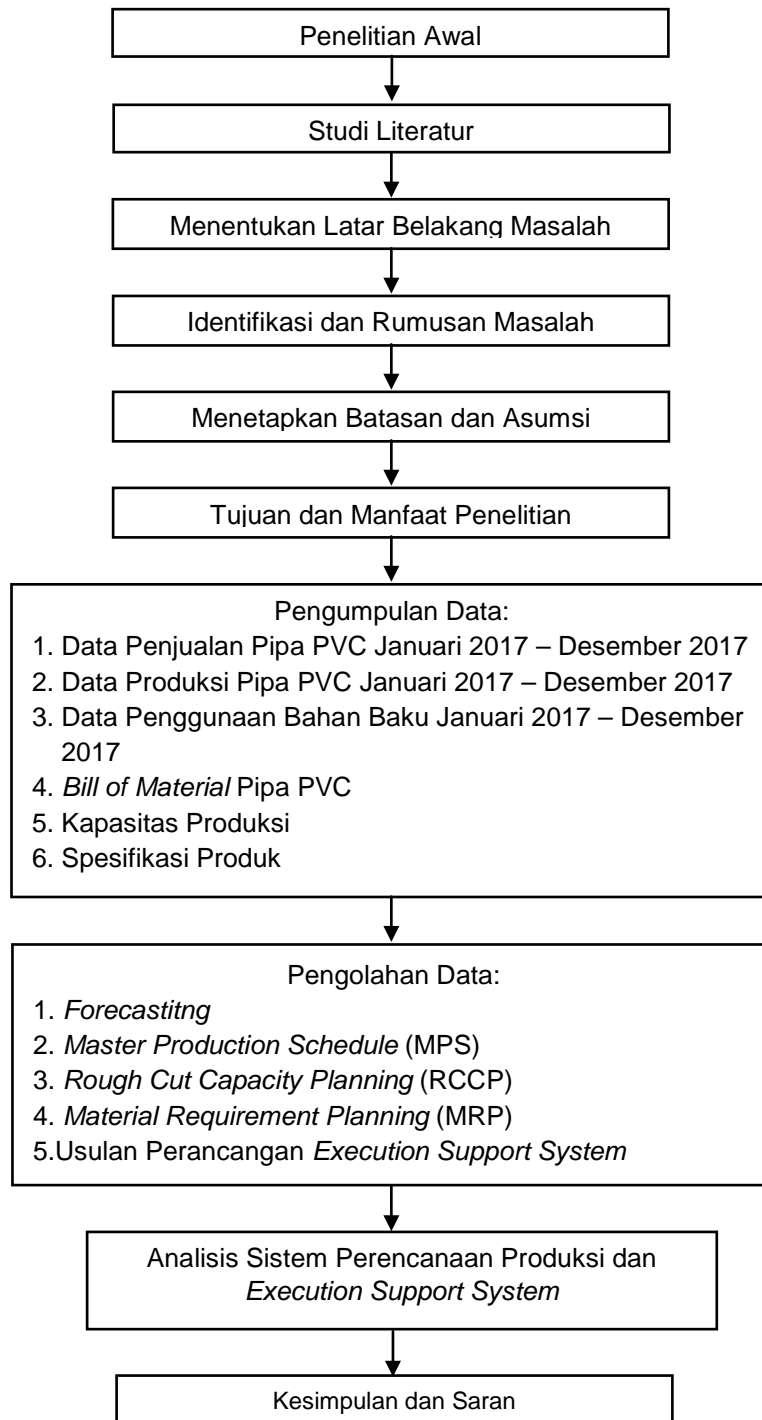 Penelitian Awal
Studi Literatur
Menentukan Latar Belakang Masalah
Identifikasi dan Rumusan Masalah
Menetapkan Batasan dan Asumsi
Tujuan dan Manfaat Penelitian
Pengumpulan Data:
1. Data Penjualan Pipa PVC Januari 2017 – Desember 2017
2. Data Produksi Pipa PVC Januari 2017 – Desember 2017
3. Data Penggunaan Bahan Baku Januari 2017 – Desember
2017
4. Bill of Material Pipa PVC
5. Kapasitas Produksi
6. Spesifikasi Produk
Pengolahan Data:
1. Forecastitng
2. Master Production Schedule (MPS)
3. Rough Cut Capacity Planning (RCCP)
4. Material Requirement Planning (MRP)
5.Usulan Perancangan Execution Support System
Analisis Sistem Perencanaan Produksi dan
Execution Support System
Kesimpulan dan Saran